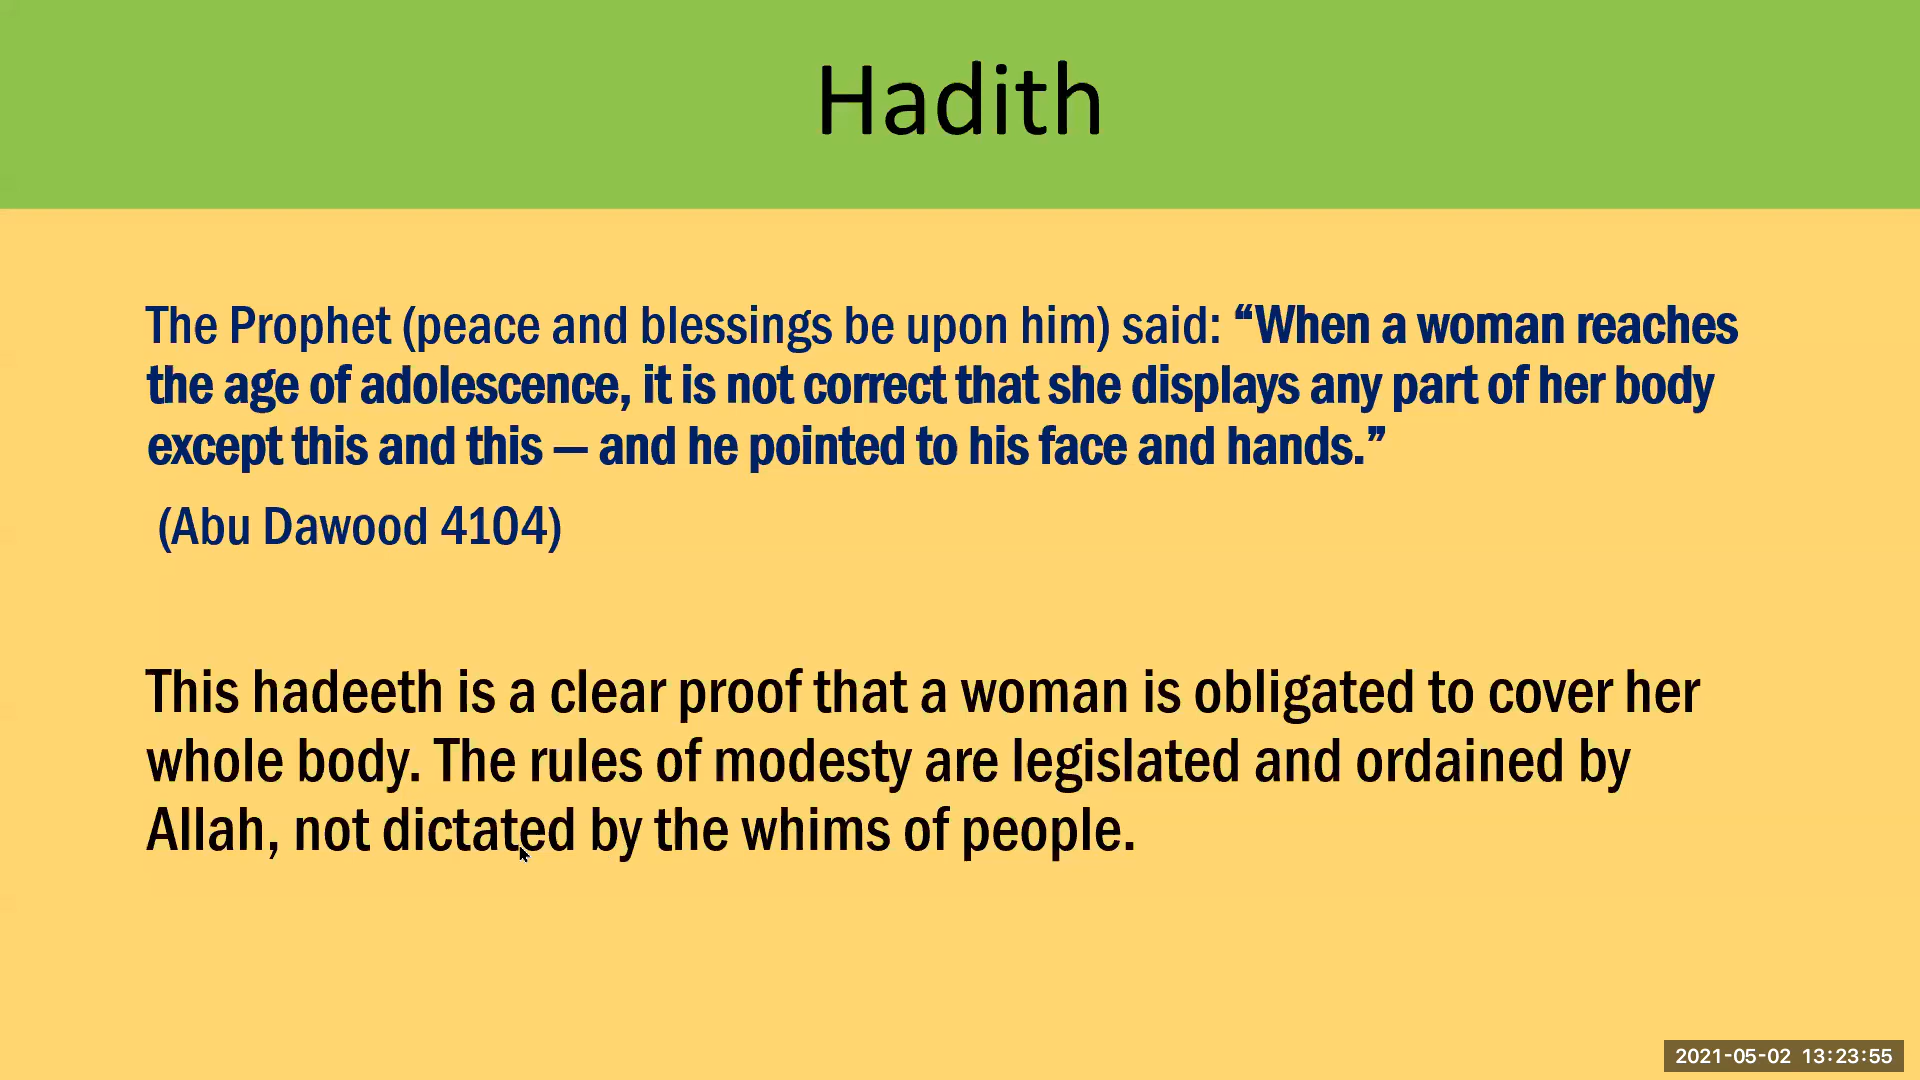 Hadith
The Prophet (peace and blessings be upon him) said: “When a woman reaches
the age of adolescence, it is not correct that she displays any part of her body
except this and this — and he pointed to his face and hands.”
(Abu Dawood 4104)
This hadeeth is a clear proof that a woman is obligated to cover her
whole body. The rules of modesty are legislated and ordained by
Allah, not dictated by the whims of people.
2021-05-02 13:23:55